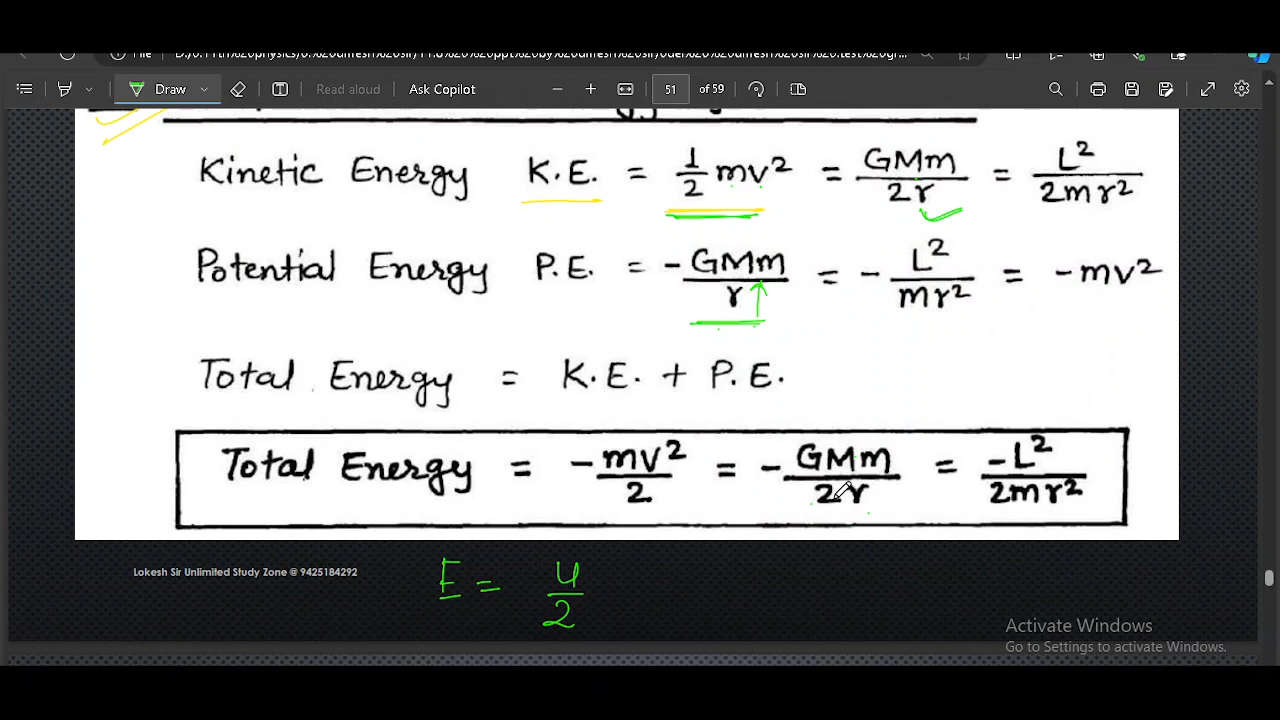 Draw
Read aloud
Ask Copilot
51 of 59
Kinetic Energy K.E. = 1/2 mv² = GMm/2r = L²/2mr²
Potential Energy P.E. = - GMm/r = - L²/mr² = - mv²
Total Energy = K.E. + P.E.
Total Energy = - mv²/2 = - GMm/2r = -L²/2mr²
Lokesh Sir Unlimited Study Zone @ 9425184292
E = U/2
Activate Windows
Go to Settings to activate Windows.